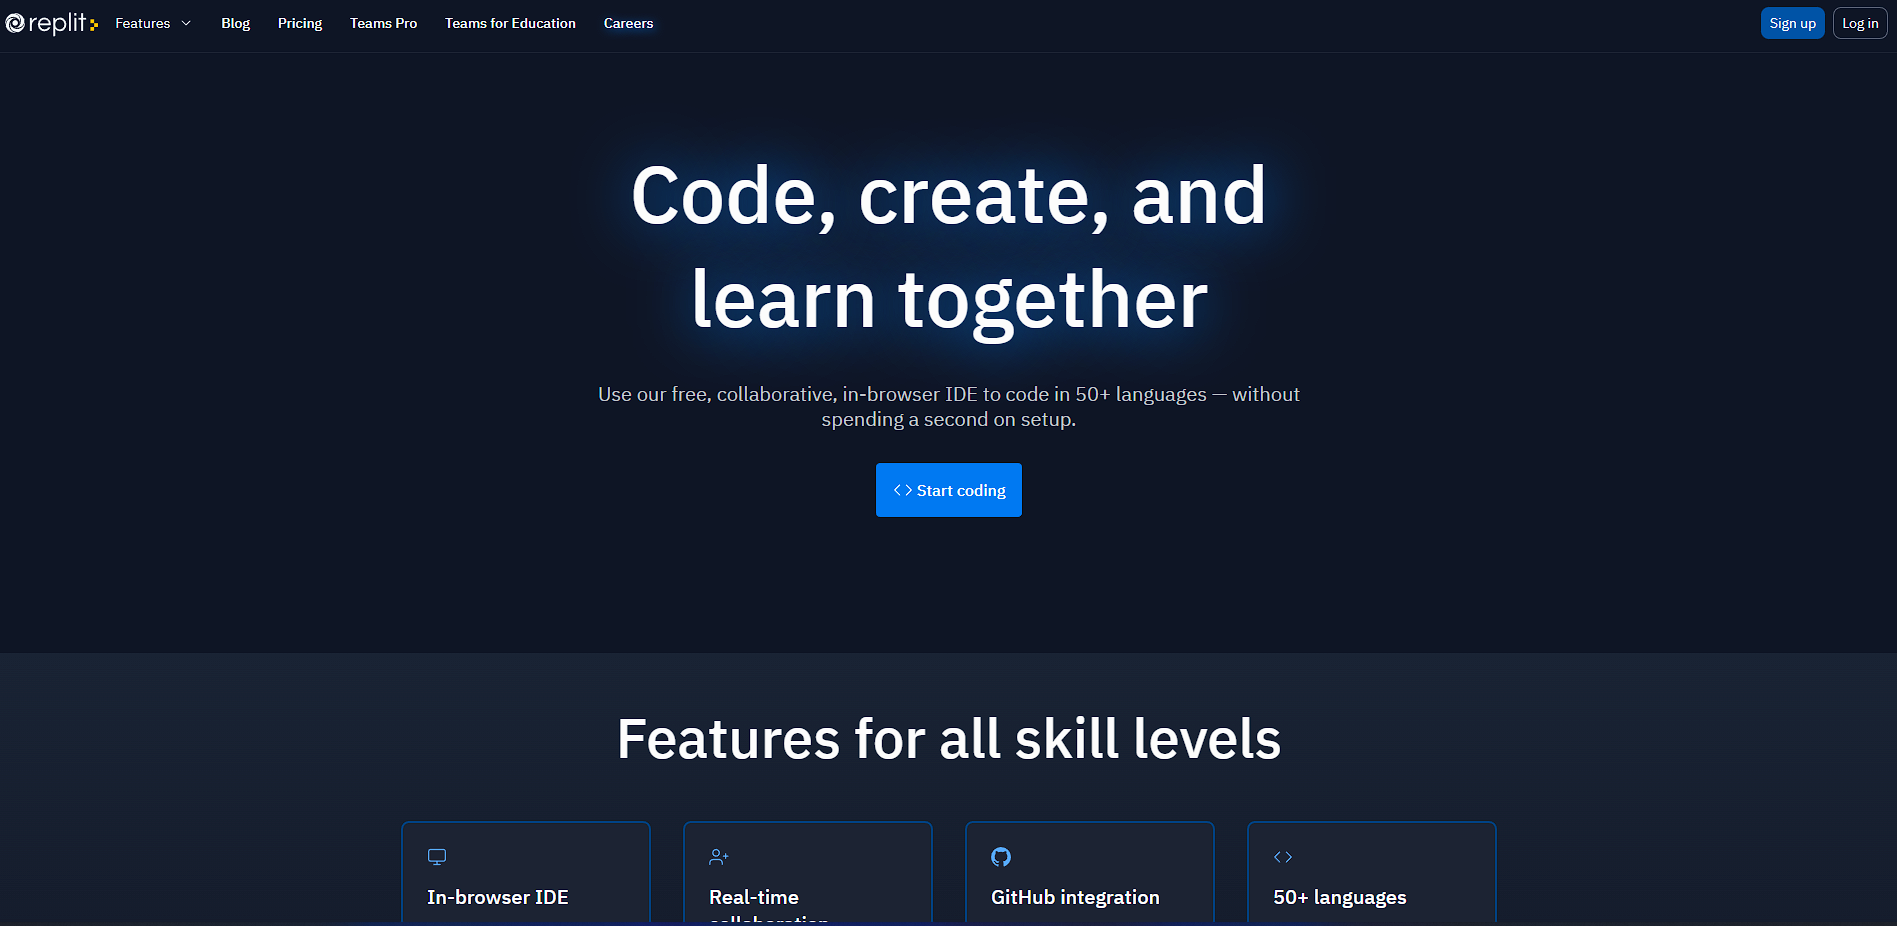 replit
Features
Blog
Pricing
Teams Pro
Teams for Education
Careers
Sign up
Log in
Code, create, and
learn together
Use our free, collaborative, in-browser IDE to code in 50+ languages — without
spending a second on setup.
Start coding
Features for all skill levels
In-browser IDE
Real-time
collaboration
GitHub integration
50+ languages